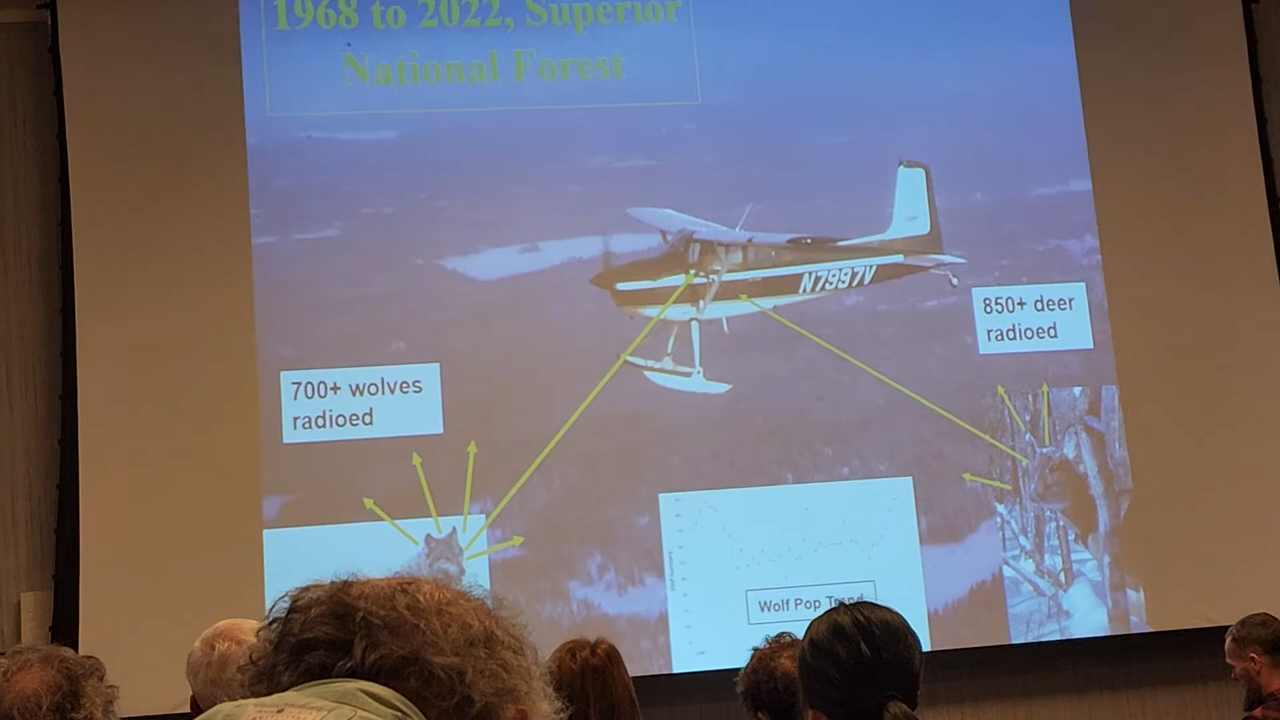 1968 to 2022, Superior
National Forest
N7997V
850+ deer
radioed
700+ wolves
radioed
Wolf Pop Trend